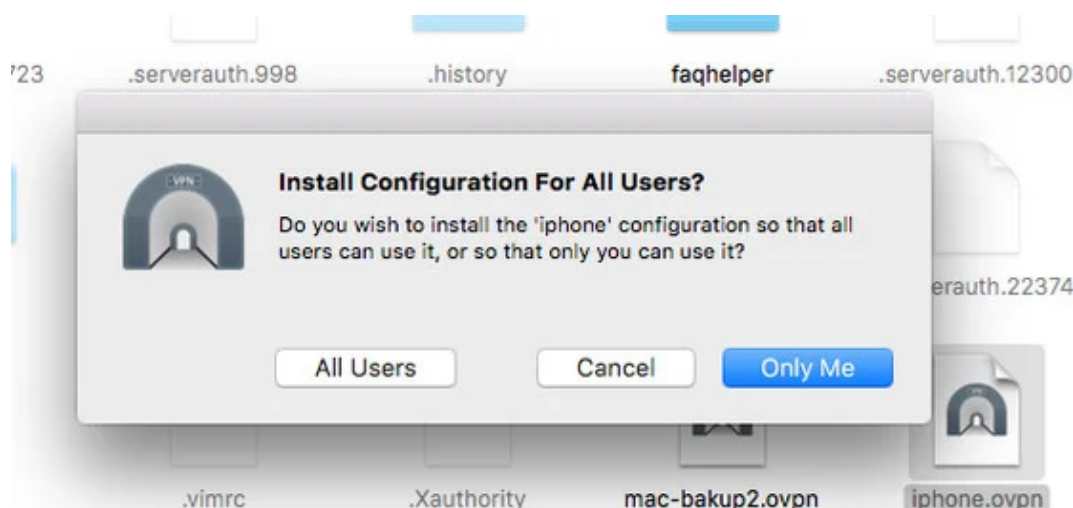 723 .serverauth.998 .history faqhelper .serverauth.12300
VPN
Install Configuration For All Users?
Do you wish to install the 'iphone' configuration so that all
users can use it, or so that only you can use it?
erauth.22374
All Users Cancel Only Me
.vimrc .Xauthority mac-bakup2.ovpn iphone.ovpn